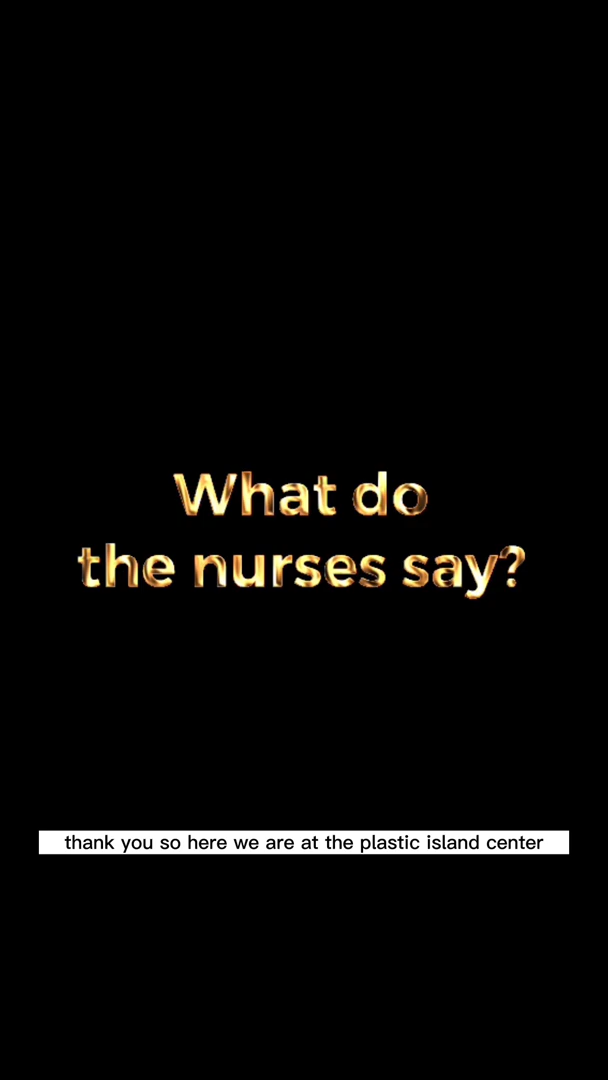 What do
the nurses say?
thank you so here we are at the plastic island center